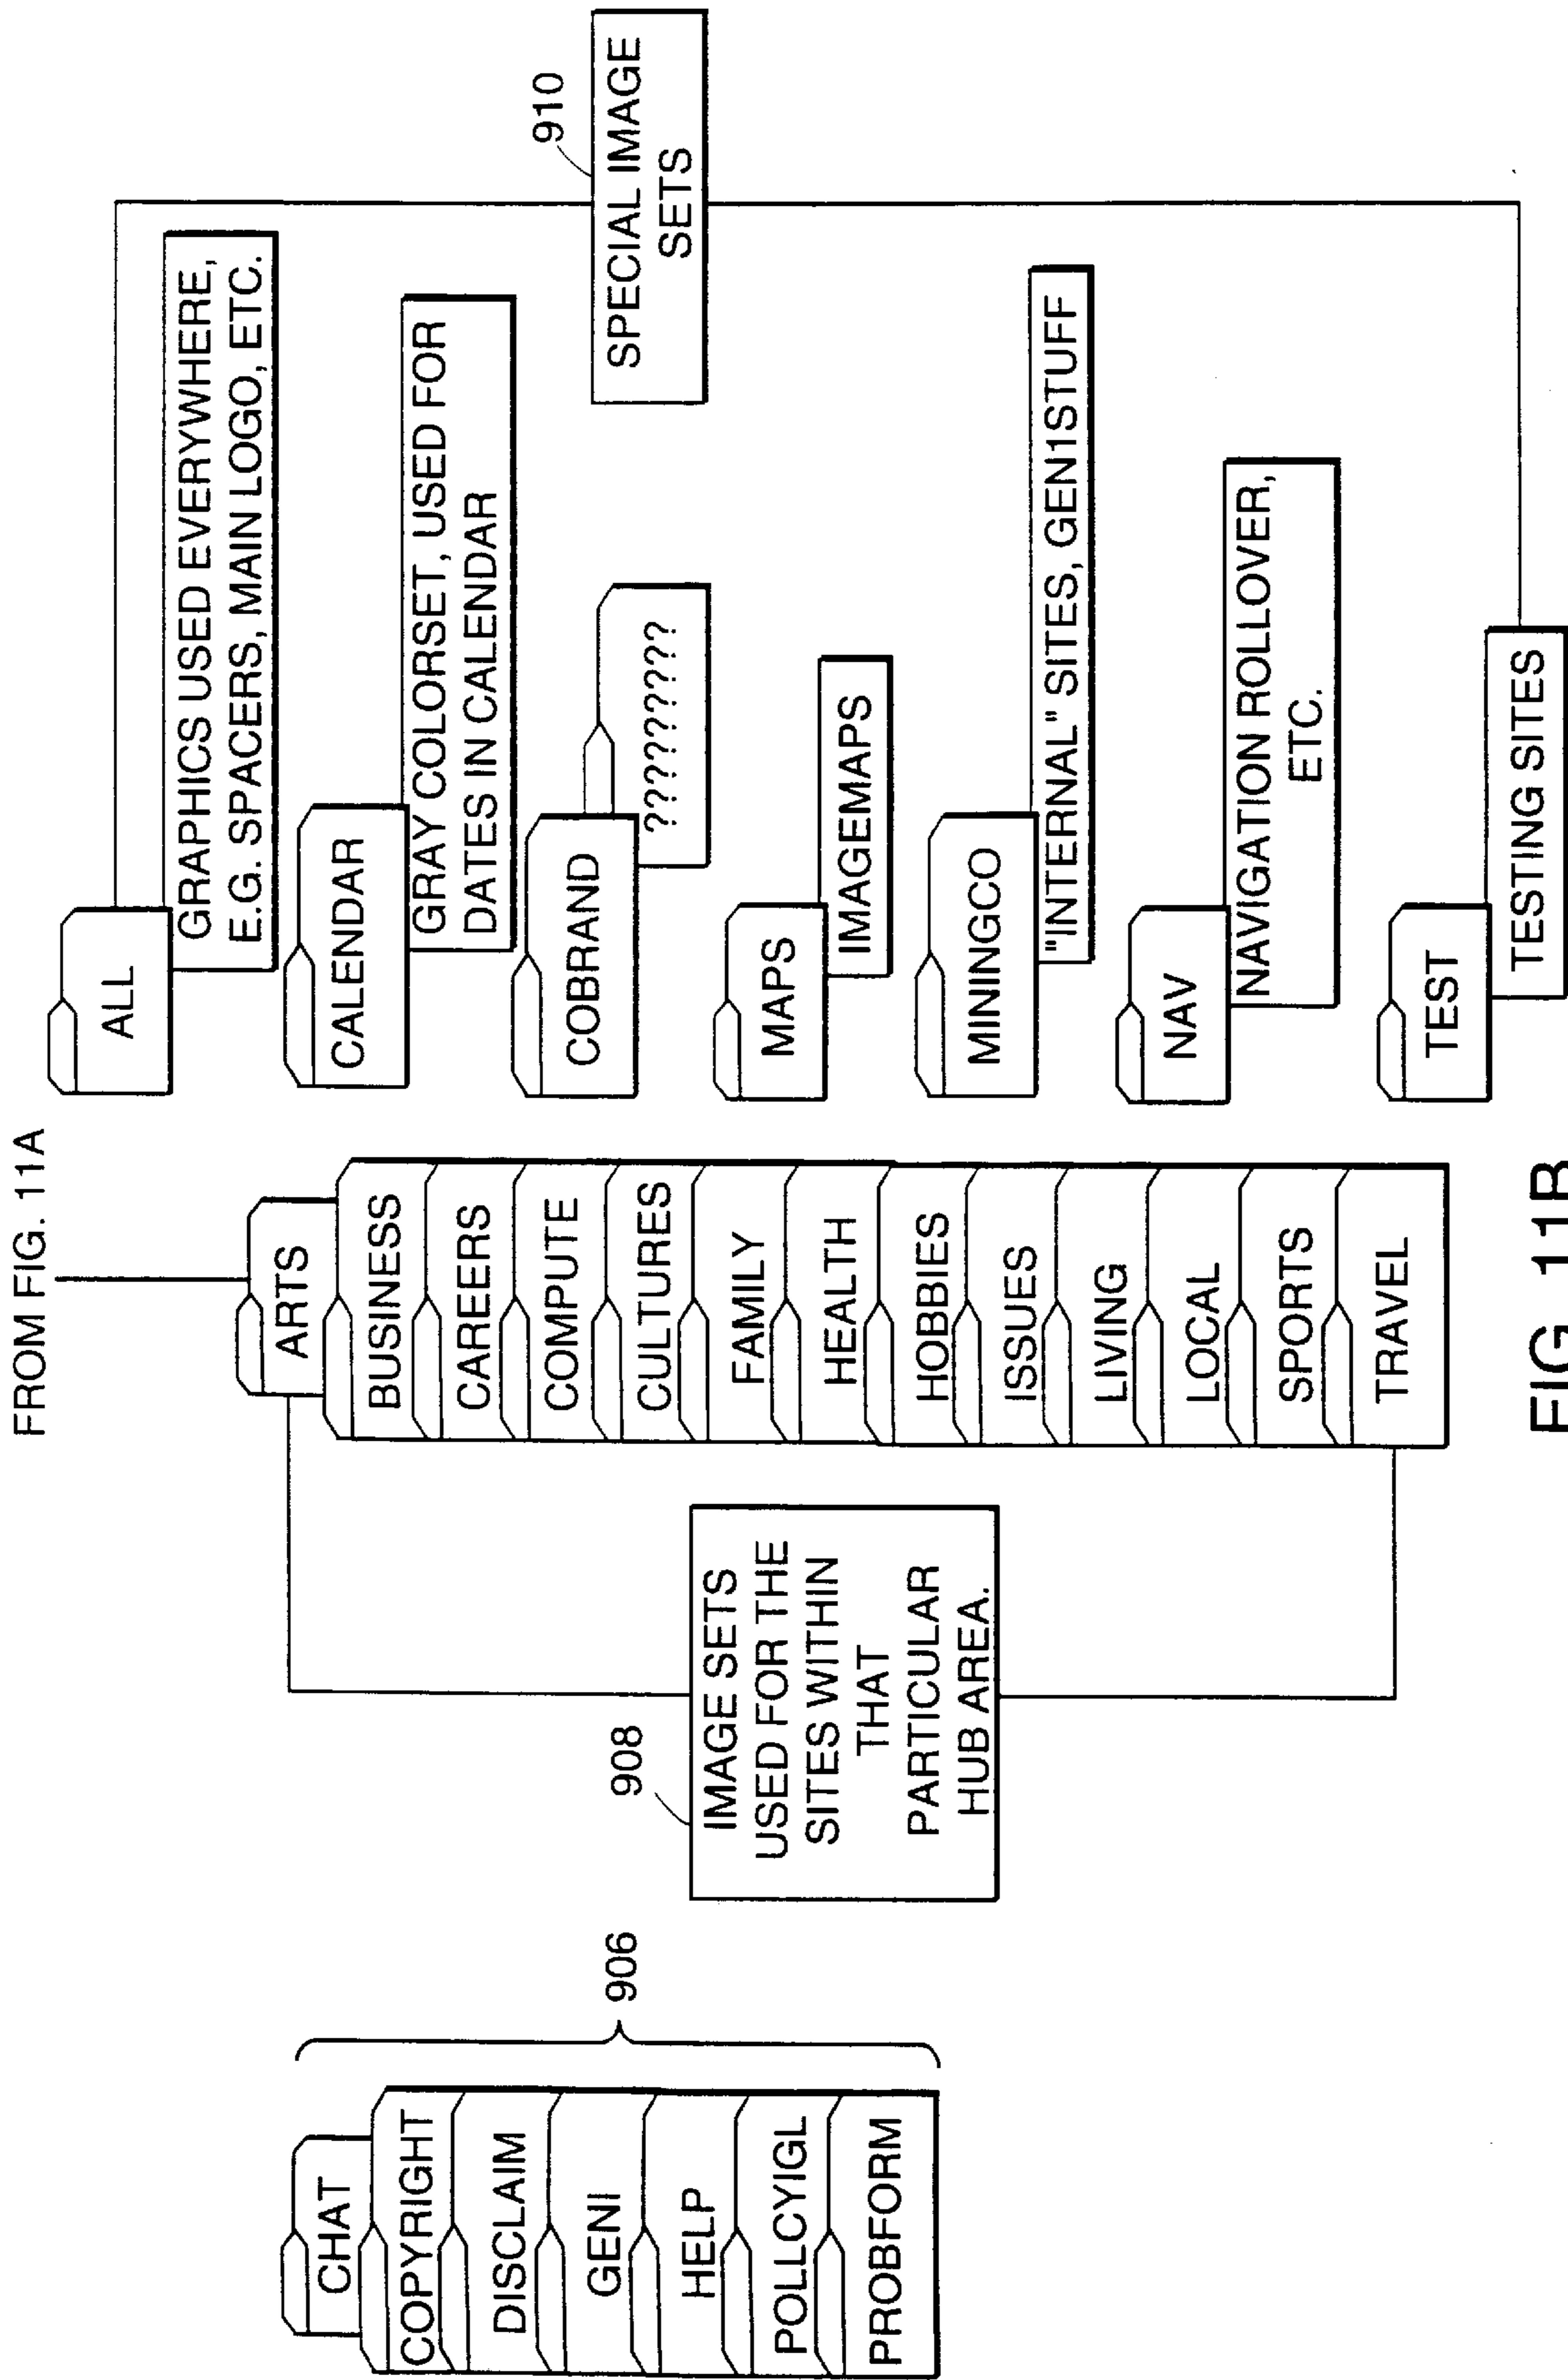 FROM FIG. 11A
CHAT
COPYRIGHT
DISCLAIM
GENI
HELP
POLLCYIGL
PROBFORM
906
908
IMAGE SETS
USED FOR THE
SITES WITHIN
THAT
PARTICULAR
HUB AREA.
ARTS
BUSINESS
CAREERS
COMPUTE
CULTURES
FAMILY
HEALTH
HOBBIES
ISSUES
LIVING
LOCAL
SPORTS
TRAVEL
ALL
GRAPHICS USED EVERYWHERE,
E.G. SPACERS, MAIN LOGO, ETC.
CALENDAR
GRAY COLORSET, USED FOR
DATES IN CALENDAR
COBRAND
?????????
MAPS
IMAGEMAPS
MININGCO
"INTERNAL" SITES, GEN1STUFF
NAV
NAVIGATION ROLLOVER,
ETC.
TEST
TESTING SITES
910
SPECIAL IMAGE
SETS
FIG. 11B